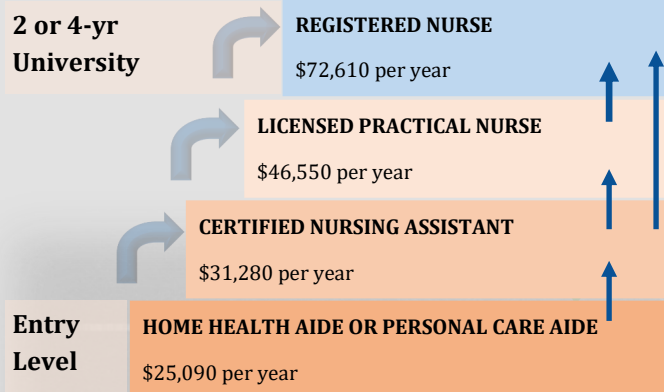 2 or 4-yr
University
REGISTERED NURSE
$72,610 per year
LICENSED PRACTICAL NURSE
$46,550 per year
CERTIFIED NURSING ASSISTANT
$31,280 per year
Entry
Level
HOME HEALTH AIDE OR PERSONAL CARE AIDE
$25,090 per year